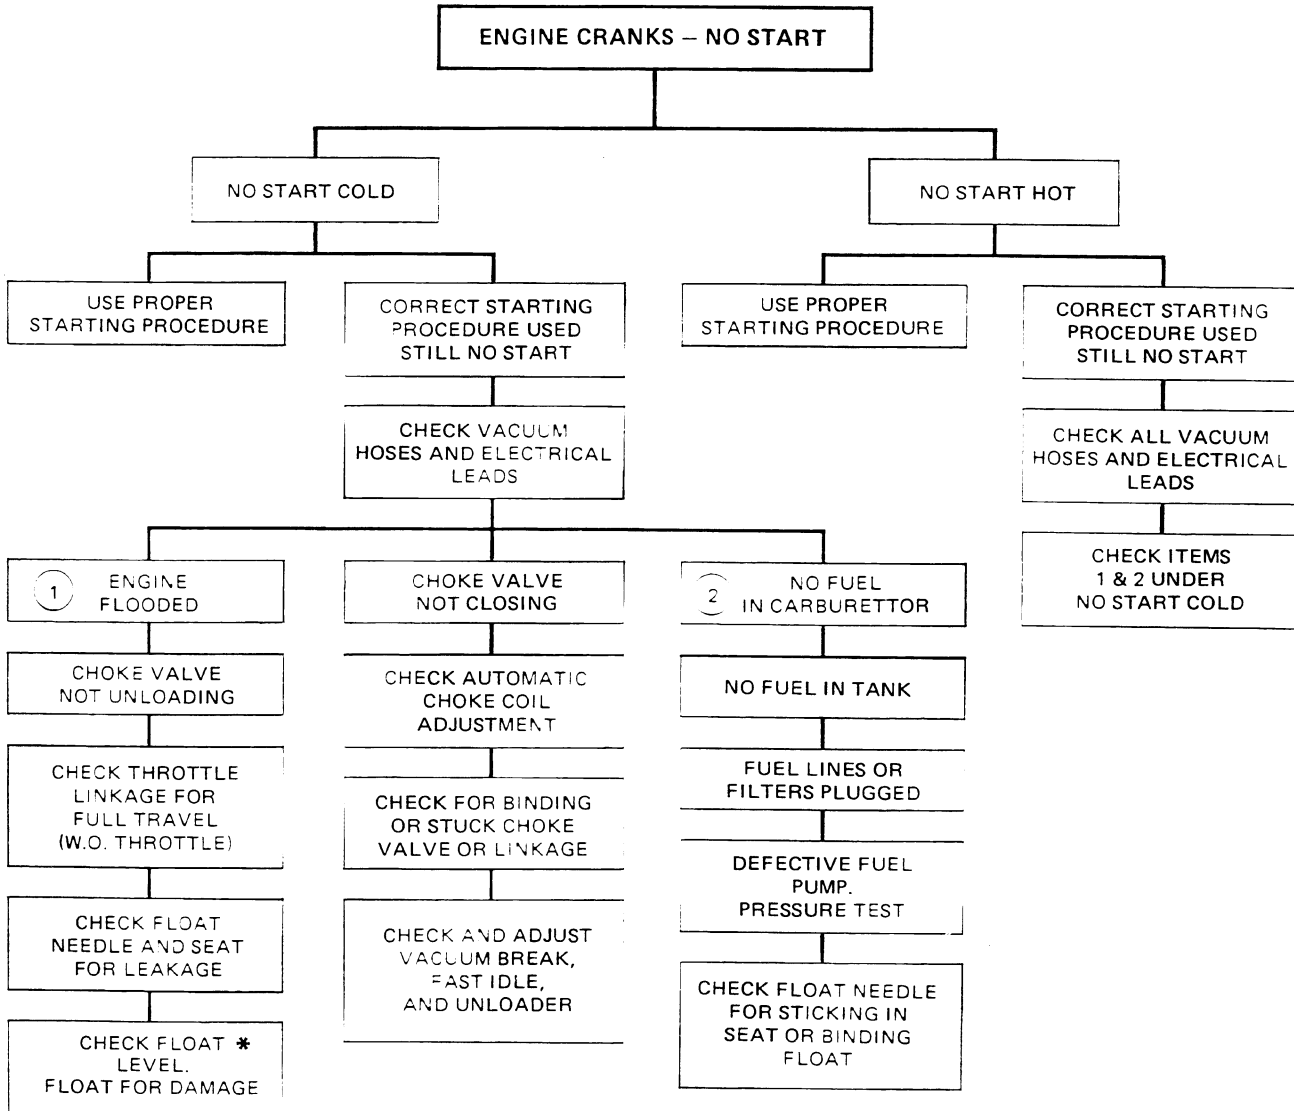 ENGINE CRANKS – NO START
NO START COLD
NO START HOT
USE PROPER
STARTING PROCEDURE
CORRECT STARTING
PROCEDURE USED
STILL NO START
USE PROPER
STARTING PROCEDURE
CORRECT STARTING
PROCEDURE USED
STILL NO START
CHECK VACUUM
HOSES AND ELECTRICAL
LEADS
CHECK ALL VACUUM
HOSES AND ELECTRICAL
LEADS
1
ENGINE
FLOODED
CHOKE VALVE
NOT CLOSING
2
NO FUEL
IN CARBURETTOR
CHECK ITEMS
1 & 2 UNDER
NO START COLD
CHOKE VALVE
NOT UNLOADING
CHECK AUTOMATIC
CHOKE COIL
ADJUSTMENT
NO FUEL IN TANK
CHECK THROTTLE
LINKAGE FOR
FULL TRAVEL
(W.O. THROTTLE)
CHECK FOR BINDING
OR STUCK CHOKE
VALVE OR LINKAGE
FUEL LINES OR
FILTERS PLUGGED
CHECK FLOAT
NEEDLE AND SEAT
FOR LEAKAGE
CHECK AND ADJUST
VACUUM BREAK,
FAST IDLE,
AND UNLOADER
DEFECTIVE FUEL
PUMP.
PRESSURE TEST
CHECK FLOAT *
LEVEL.
FLOAT FOR DAMAGE
CHECK FLOAT NEEDLE
FOR STICKING IN
SEAT OR BINDING
FLOAT